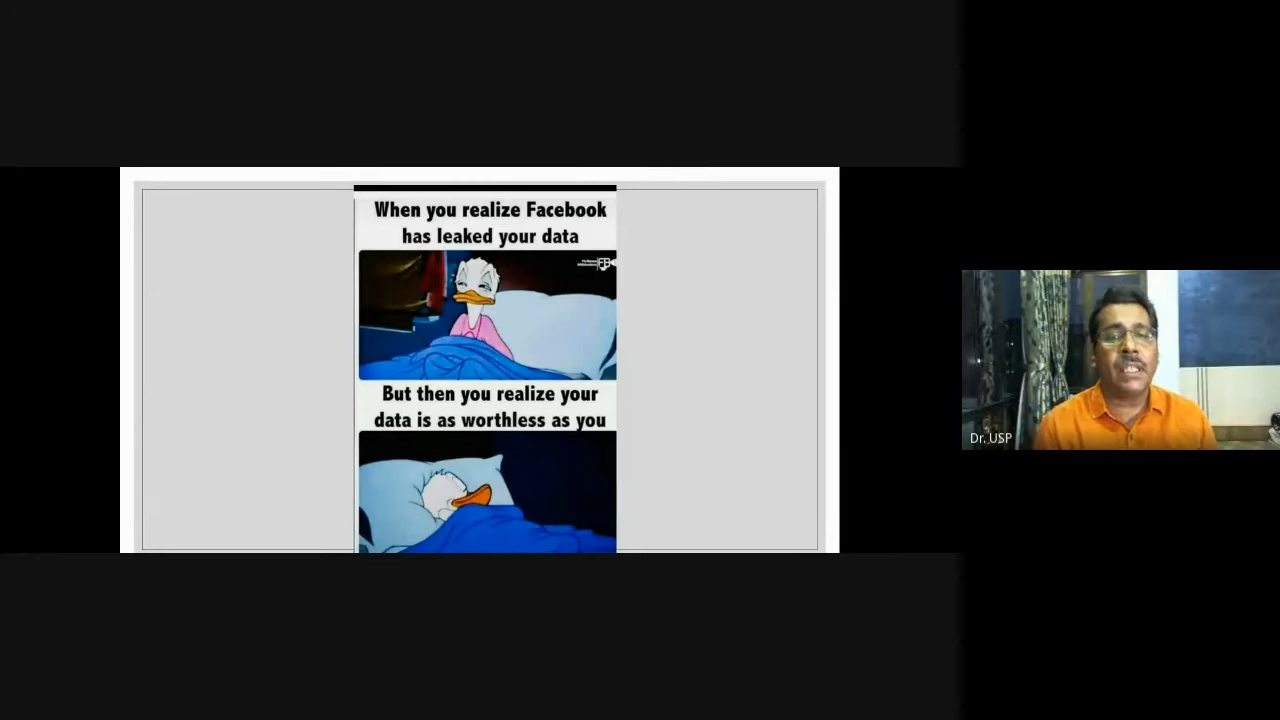 When you realize Facebook
has leaked your data
But then you realize your
data is as worthless as you
Dr. USP